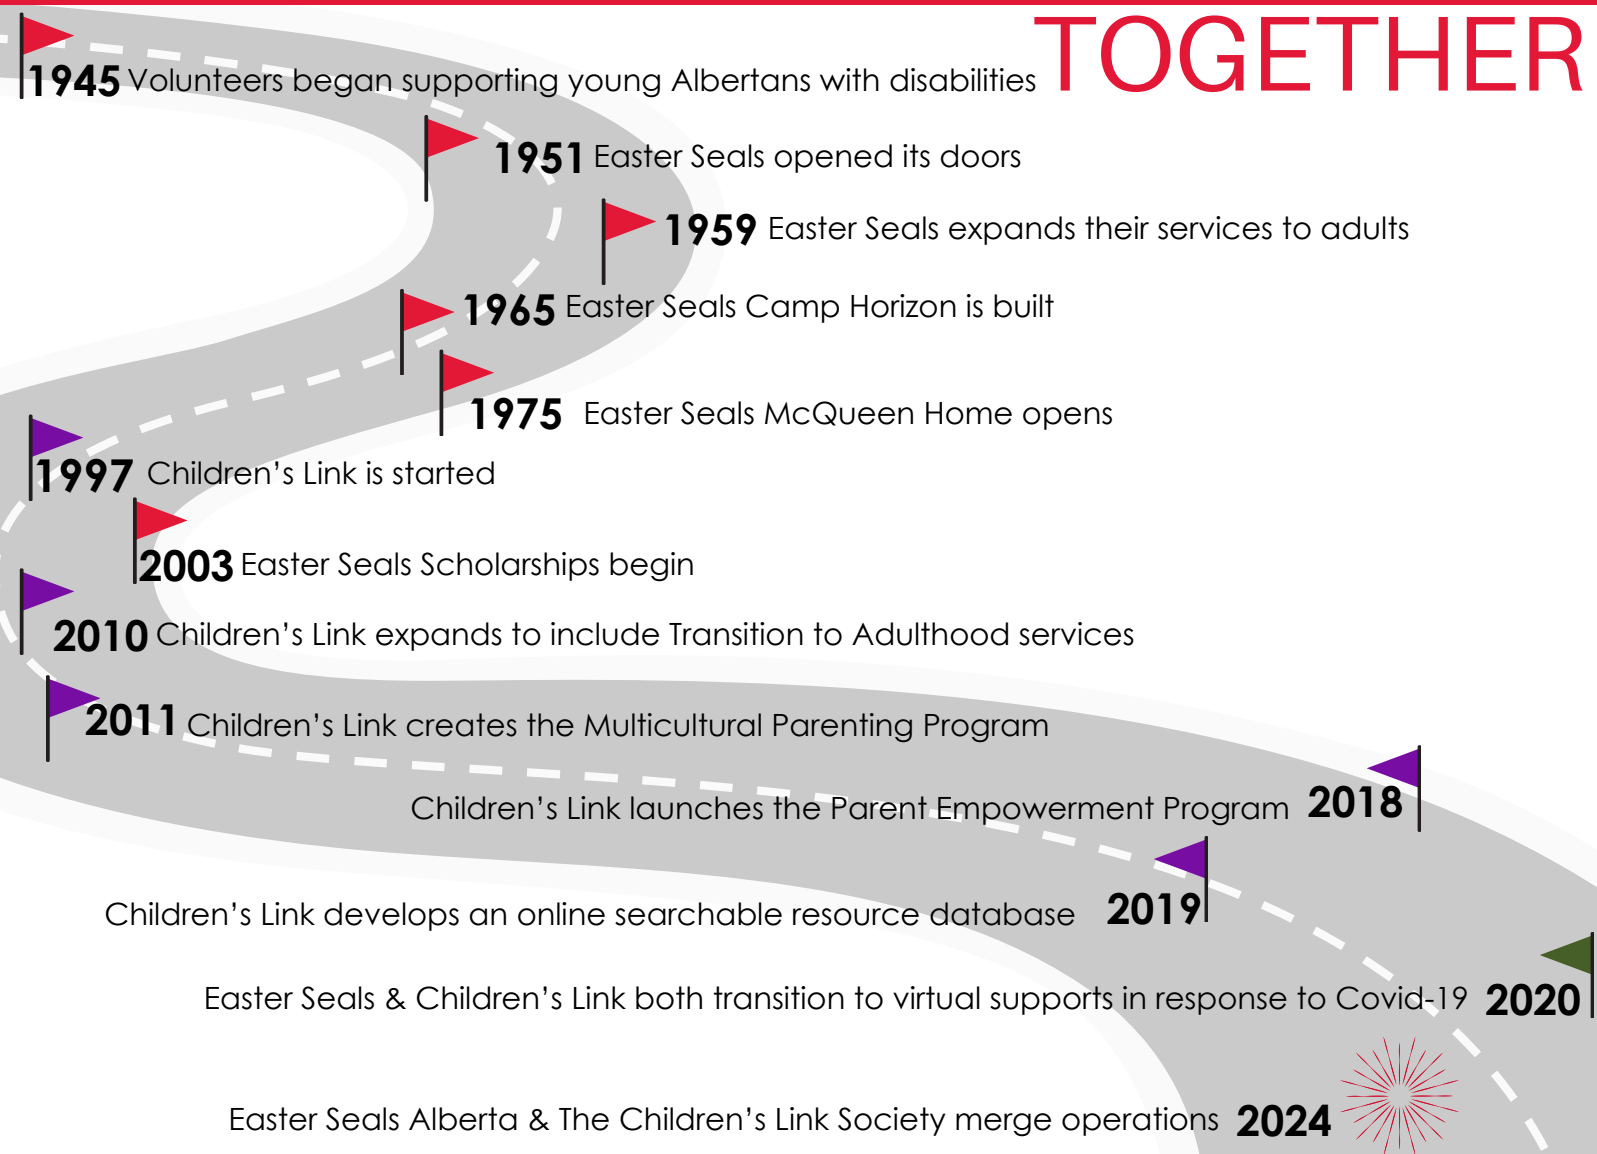 TOGETHER
1945 Volunteers began supporting young Albertans with disabilities
1951 Easter Seals opened its doors
1959 Easter Seals expands their services to adults
1965 Easter Seals Camp Horizon is built
1975 Easter Seals McQueen Home opens
1997 Children’s Link is started
2003 Easter Seals Scholarships begin
2010 Children’s Link expands to include Transition to Adulthood services
2011 Children’s Link creates the Multicultural Parenting Program
Children’s Link launches the Parent Empowerment Program 2018
Children’s Link develops an online searchable resource database 2019
Easter Seals & Children’s Link both transition to virtual supports in response to Covid-19 2020
Easter Seals Alberta & The Children’s Link Society merge operations 2024